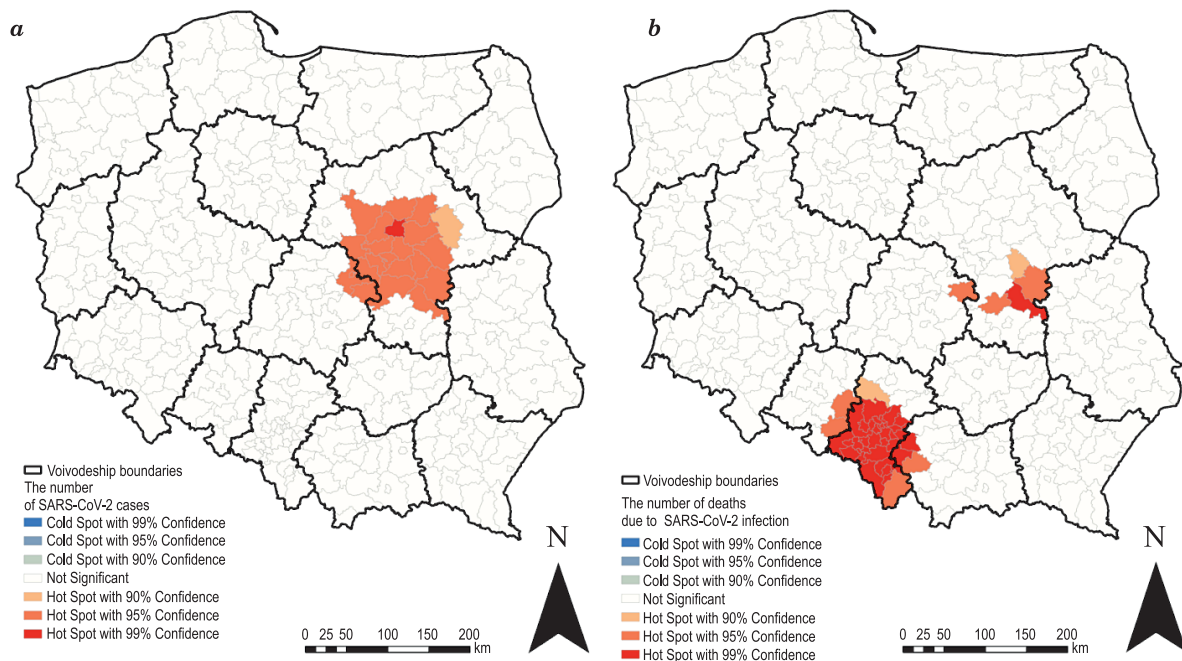 a
Voivodeship boundaries
The number
of SARS-CoV-2 cases
Cold Spot with 99% Confidence
Cold Spot with 95% Confidence
Cold Spot with 90% Confidence
Not Significant
Hot Spot with 90% Confidence
Hot Spot with 95% Confidence
Hot Spot with 99% Confidence
N
0 25 50 100 150 200
km
b
Voivodeship boundaries
The number of deaths
due to SARS-CoV-2 infection
Cold Spot with 99% Confidence
Cold Spot with 95% Confidence
Cold Spot with 90% Confidence
Not Significant
Hot Spot with 90% Confidence
Hot Spot with 95% Confidence
Hot Spot with 99% Confidence
N
0 25 50 100 150 200
km